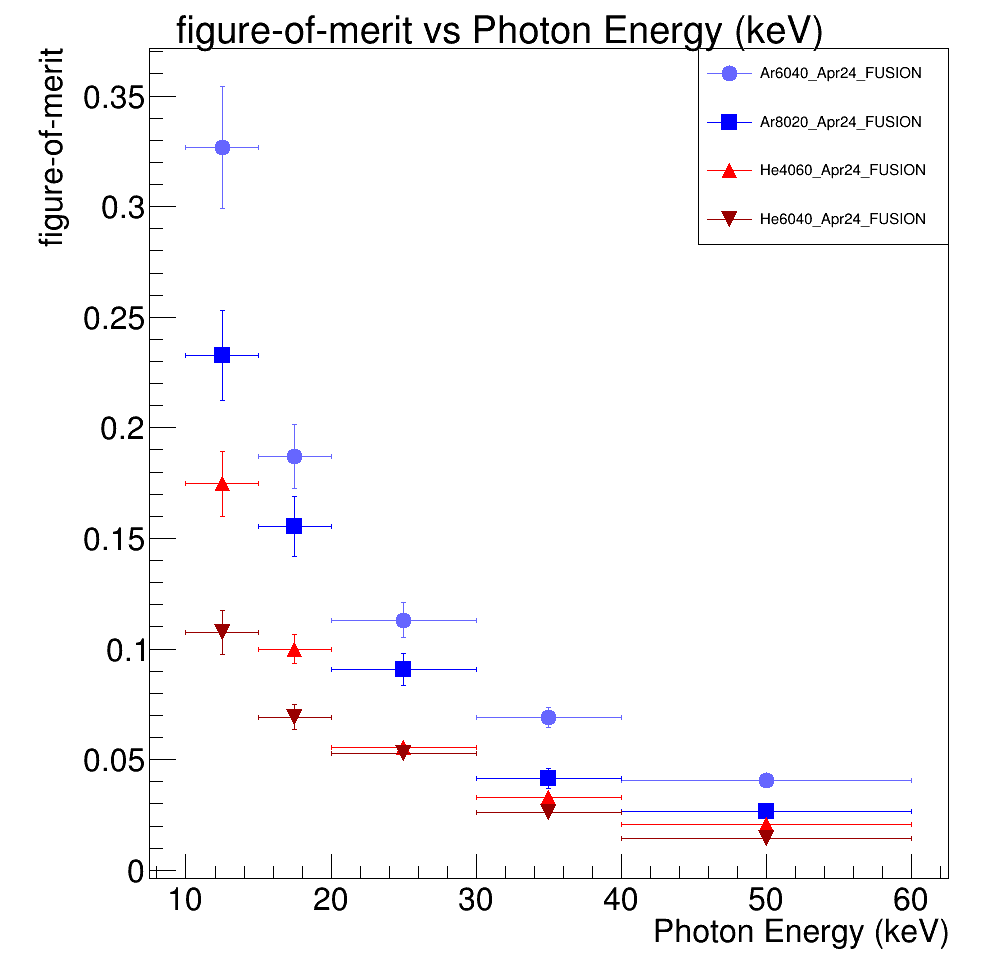 figure-of-merit vs Photon Energy (keV)
figure-of-merit
Ar6040_Apr24_FUSION
Ar8020_Apr24_FUSION
He4060_Apr24_FUSION
He6040_Apr24_FUSION
0.35
0.3
0.25
0.2
0.15
0.1
0.05
0
10 20 30 40 50 60
Photon Energy (keV)